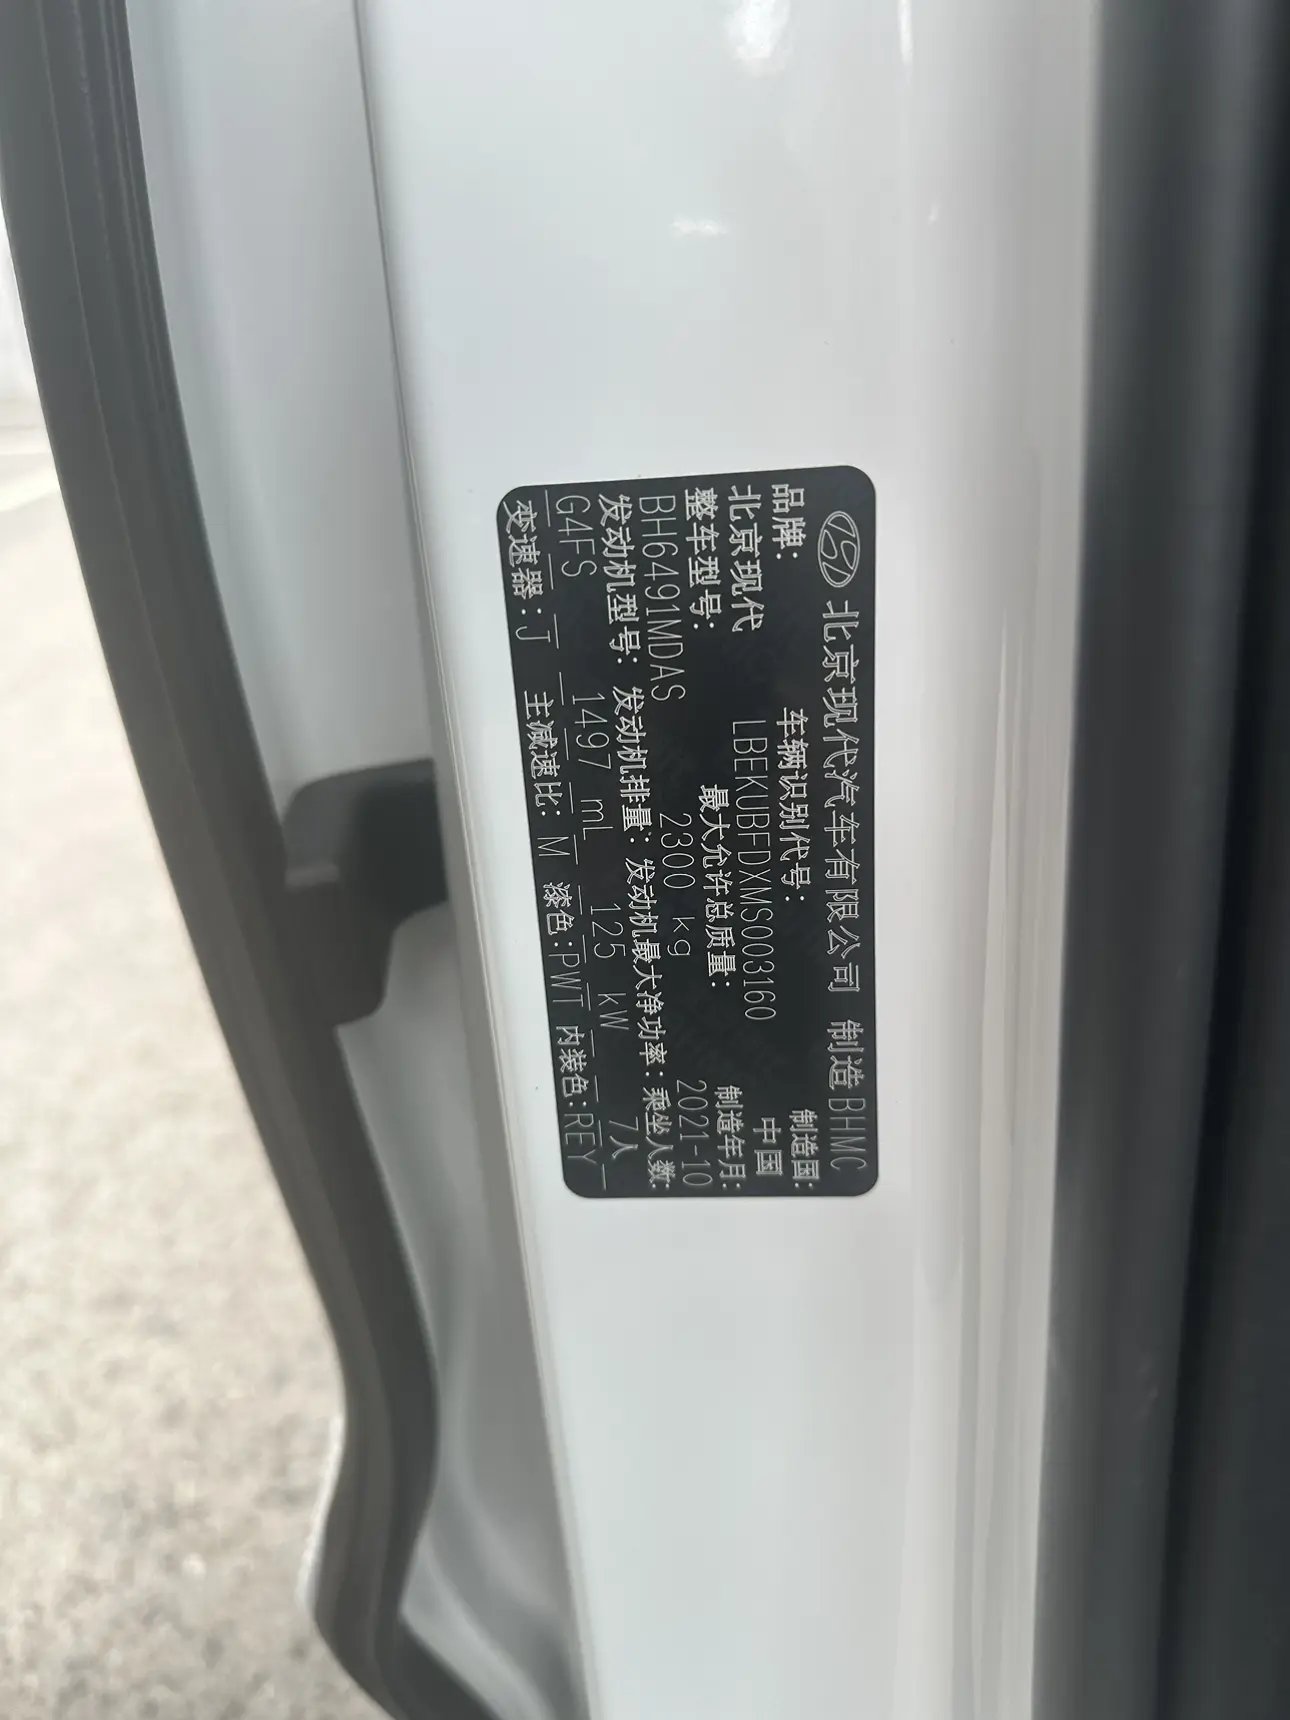 北京现代汽车有限公司 制造 BHMC
品牌: 车辆识别代号: 制造国:
北京现代 LBEKUBFDXMS003160 中国
整车型号: 最大允许总质量: 制造年月:
BH6491MDAS 2300 kg 2021-10
发动机型号: 发动机排量: 发动机最大净功率: 乘坐人数:
G4FS 1497 mL 125 kW 7人
变速器: J 主减速比: M 漆色:PWT 内装色:REY